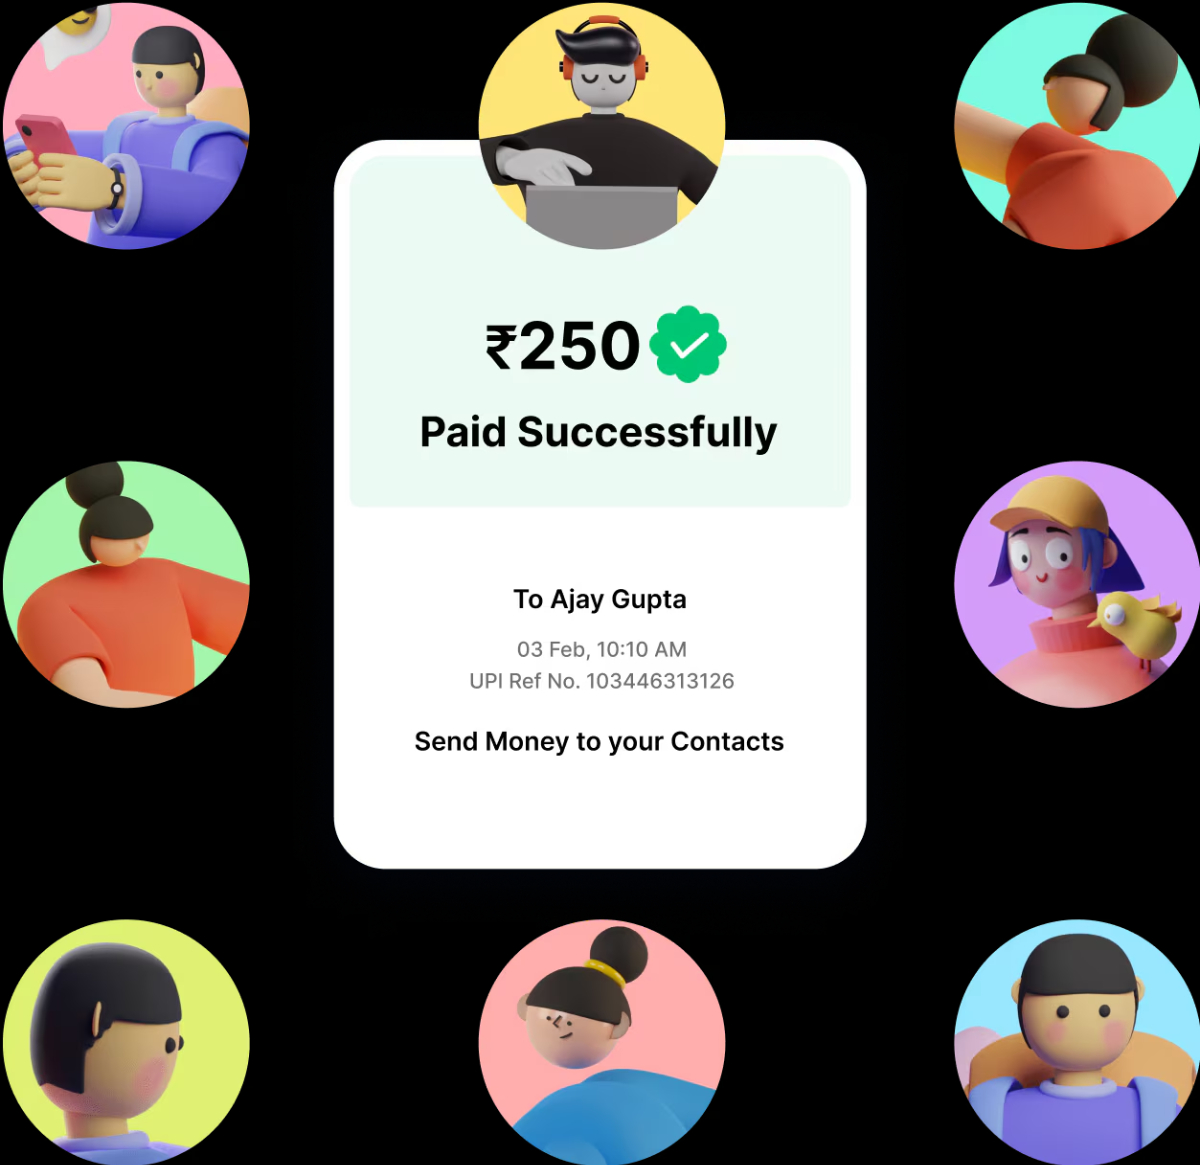 ₹250
Paid Successfully
To Ajay Gupta
03 Feb, 10:10 AM
UPI Ref No. 103446313126
Send Money to your Contacts